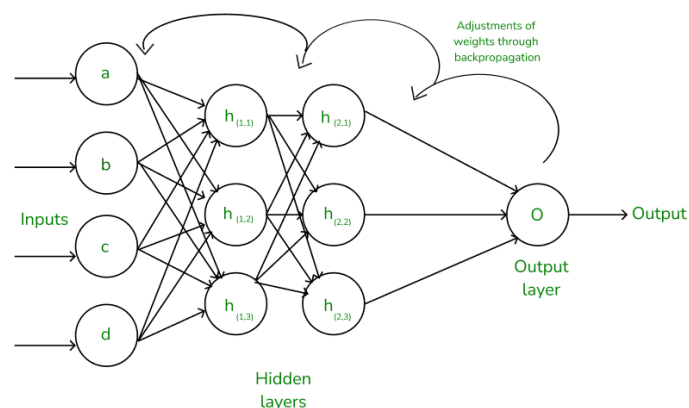 Adjustments of
weights through
backpropagation
a
b
Inputs
c
d
h (1,1)
h (1,2)
h (1,3)
h (2,1)
h (2,2)
h (2,3)
O
Output
Output
layer
Hidden
layers